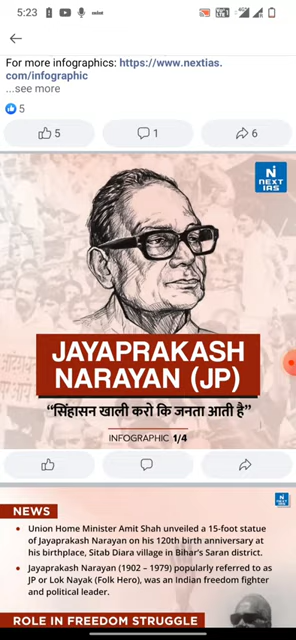 5:23
For more infographics: https://www.nextias.
com/infographic
...see more
5
5
1
6
NEXT
IAS
JAYAPRAKASH
NARAYAN (JP)
“सिंहासन खाली करो कि जनता आती है”
INFOGRAPHIC 1/4
NEWS
Union Home Minister Amit Shah unveiled a 15-foot statue
of Jayaprakash Narayan on his 120th birth anniversary at
his birthplace, Sitab Diara village in Bihar's Saran district.
Jayaprakash Narayan (1902 – 1979) popularly referred to as
JP or Lok Nayak (Folk Hero), was an Indian freedom fighter
and political leader.
ROLE IN FREEDOM STRUGGLE